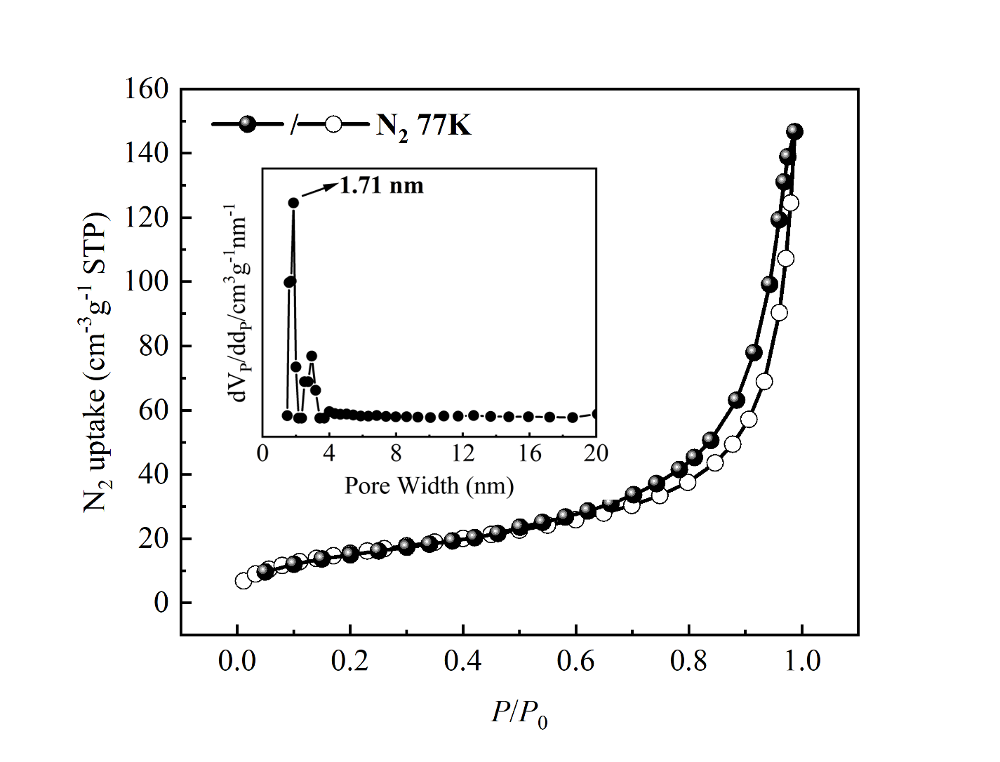 160
140
120
100
80
60
40
20
0
N₂ uptake (cm⁻³g⁻¹ STP)
/ N₂ 77K
1.71 nm
dV_P/dd_P/cm³g⁻¹nm⁻¹
0 4 8 12 16 20
Pore Width (nm)
0.0 0.2 0.4 0.6 0.8 1.0
P/P₀